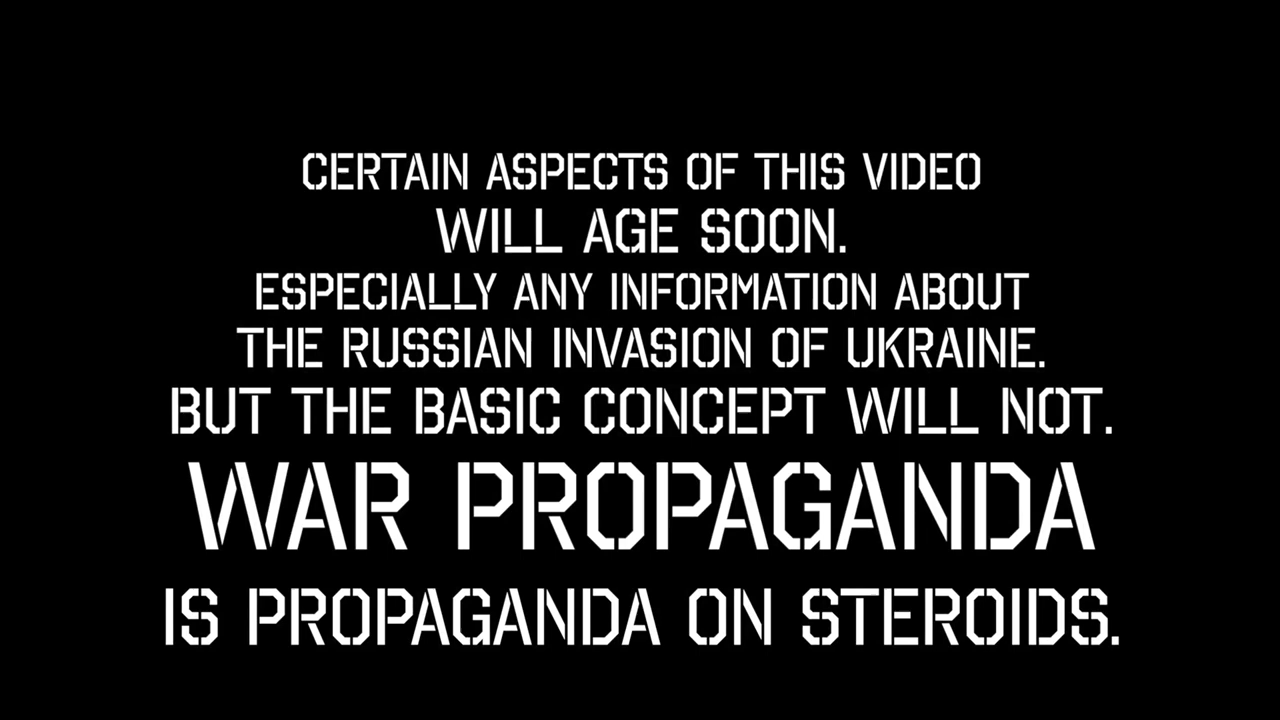 CERTAIN ASPECTS OF THIS VIDEO
WILL AGE SOON.
ESPECIALLY ANY INFORMATION ABOUT
THE RUSSIAN INVASION OF UKRAINE.
BUT THE BASIC CONCEPT WILL NOT.
WAR PROPAGANDA
IS PROPAGANDA ON STEROIDS.